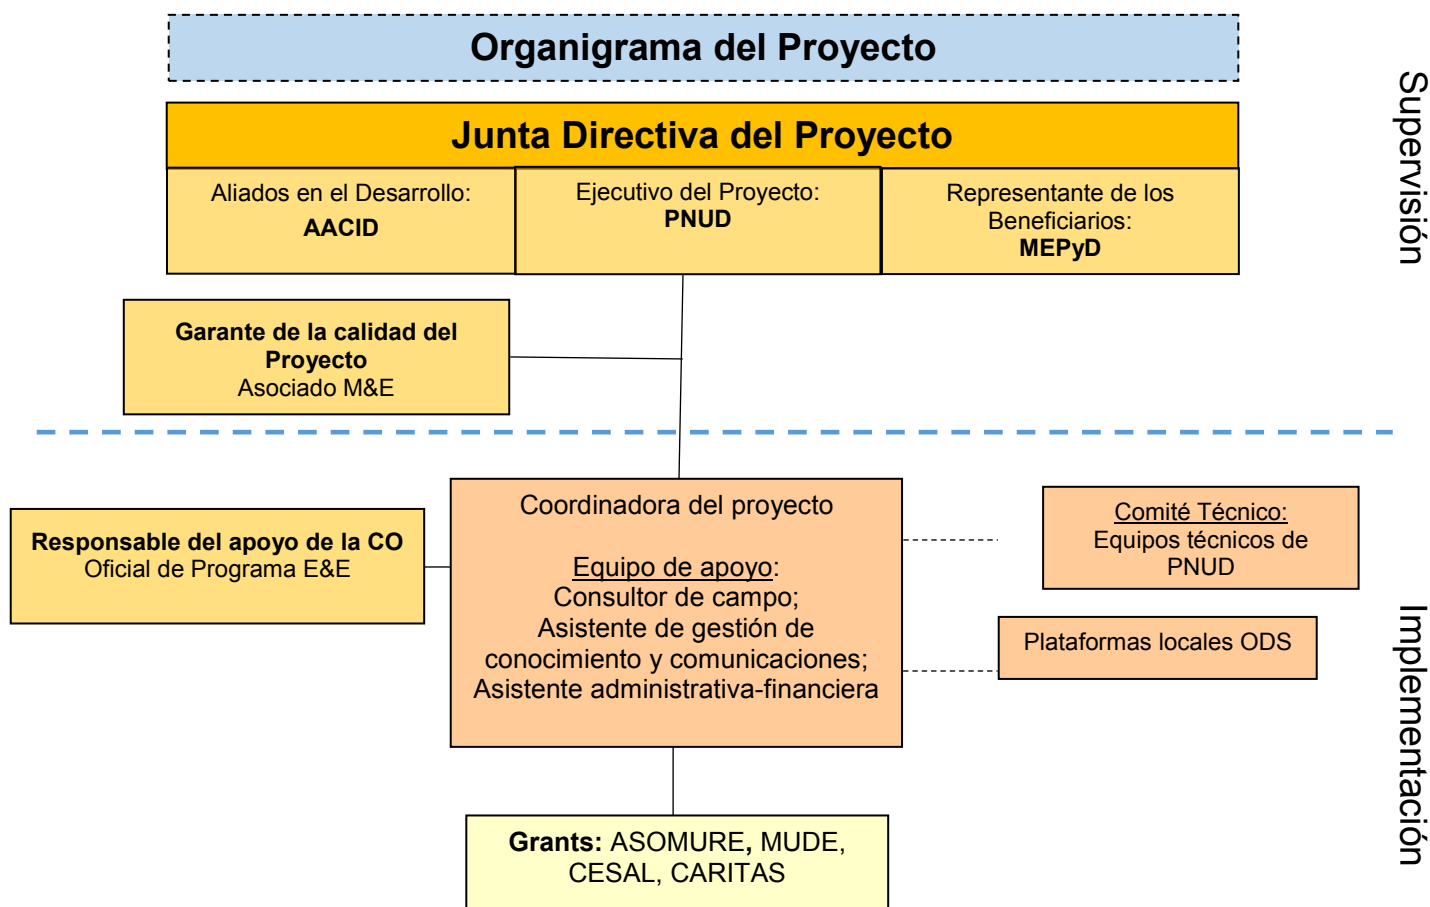 Organigrama del Proyecto
Supervisión
Junta Directiva del Proyecto
Aliados en el Desarrollo:
AACID
Ejecutivo del Proyecto:
PNUD
Representante de los
Beneficiarios:
MEPyD
Garante de la calidad del
Proyecto
Asociado M&E
Implementación
Responsable del apoyo de la CO
Oficial de Programa E&E
Coordinadora del proyecto
Equipo de apoyo:
Consultor de campo;
Asistente de gestión de
conocimiento y comunicaciones;
Asistente administrativa-financiera
Comité Técnico:
Equipos técnicos de
PNUD
Plataformas locales ODS
Grants: ASOMURE, MUDE,
CESAL, CARITAS